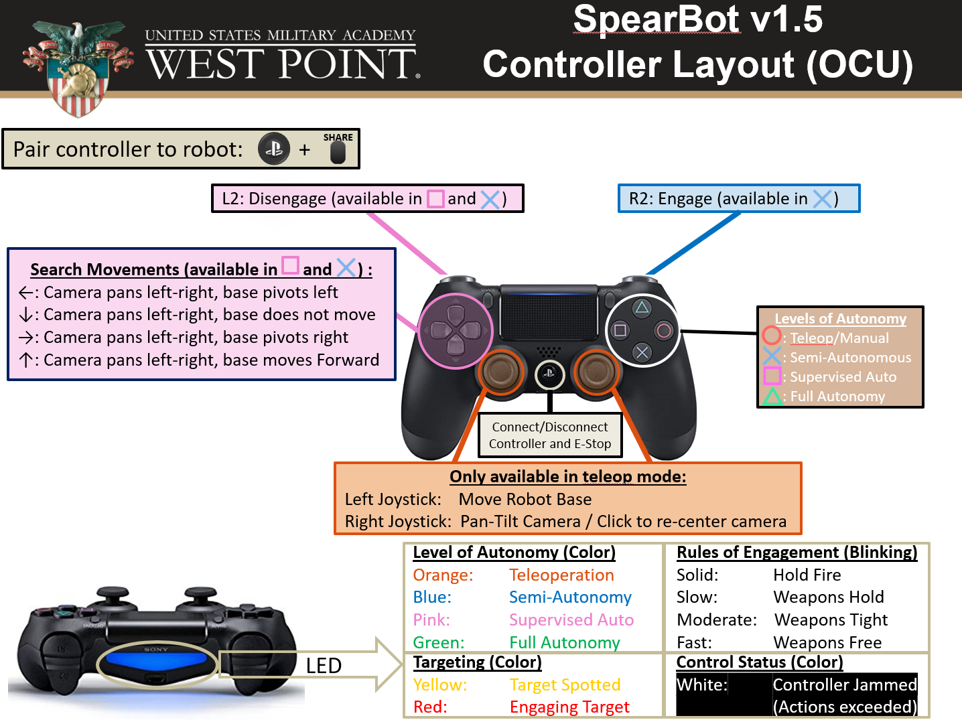 UNITED STATES MILITARY ACADEMY
WEST POINT.
SpearBot v1.5
Controller Layout (OCU)
Pair controller to robot: + SHARE
L2: Disengage (available in □ and ×)
R2: Engage (available in ×)
Search Movements (available in □ and ×) :
←: Camera pans left-right, base pivots left
↓: Camera pans left-right, base does not move
→: Camera pans left-right, base pivots right
↑: Camera pans left-right, base moves Forward
Levels of Autonomy
○: Teleop/Manual
×: Semi-Autonomous
□: Supervised Auto
△: Full Autonomy
Connect/Disconnect
Controller and E-Stop
Only available in teleop mode:
Left Joystick: Move Robot Base
Right Joystick: Pan-Tilt Camera / Click to re-center camera
SONY
LED
Level of Autonomy (Color)
Orange: Teleoperation
Blue: Semi-Autonomy
Pink: Supervised Auto
Green: Full Autonomy
Rules of Engagement (Blinking)
Solid: Hold Fire
Slow: Weapons Hold
Moderate: Weapons Tight
Fast: Weapons Free
Targeting (Color)
Yellow: Target Spotted
Red: Engaging Target
Control Status (Color)
White: Controller Jammed
(Actions exceeded)